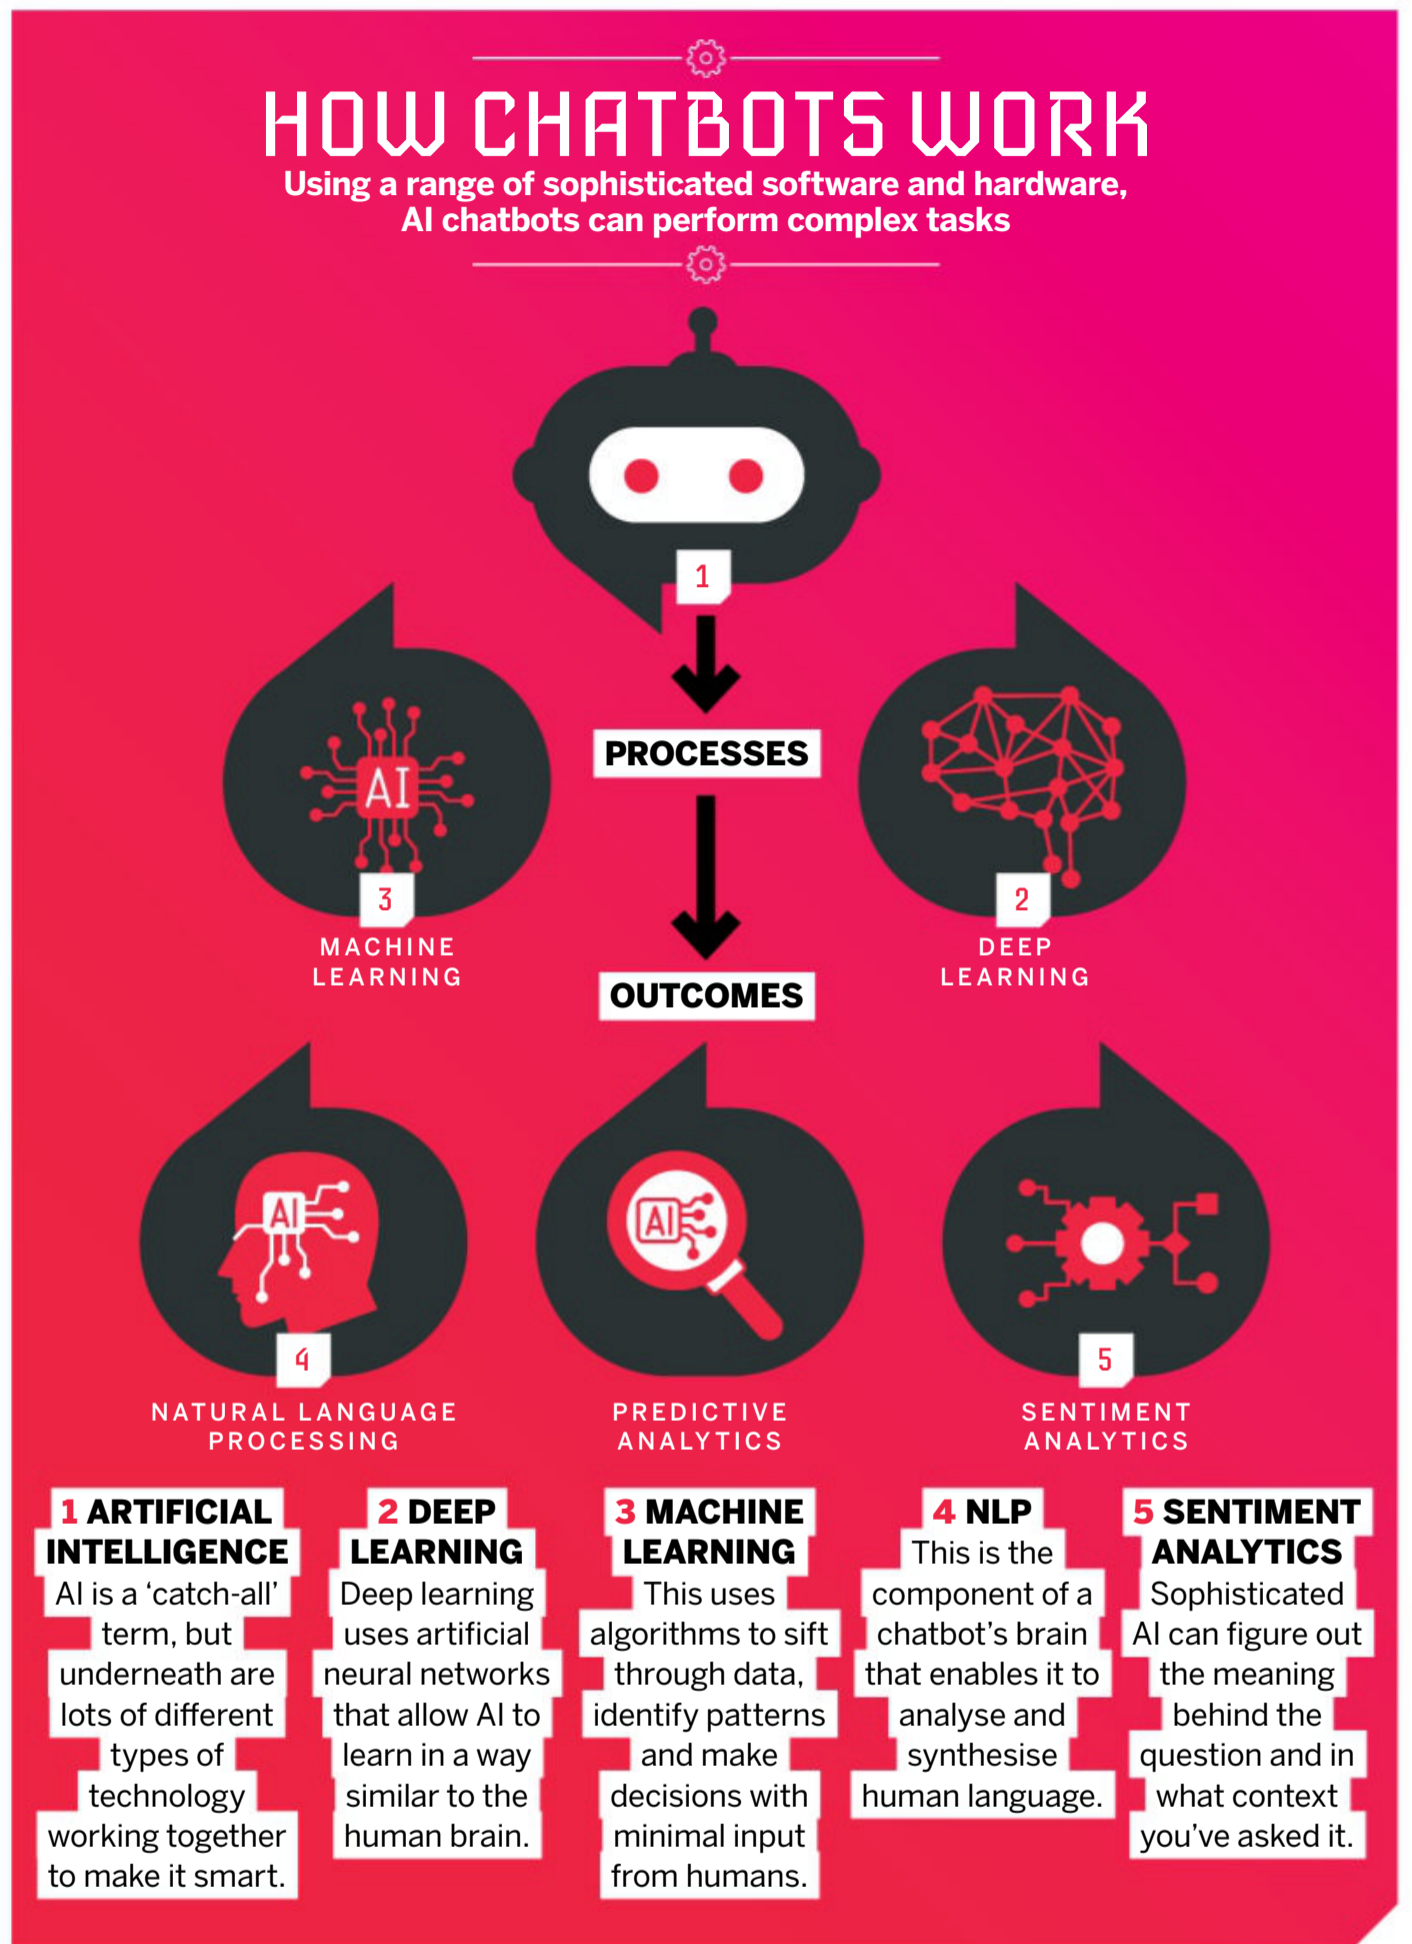 HOW CHATBOTS WORK
Using a range of sophisticated software and hardware,
AI chatbots can perform complex tasks
1
PROCESSES
AI
3
MACHINE
LEARNING
2
DEEP
LEARNING
OUTCOMES
AI
4
NATURAL LANGUAGE
PROCESSING
AI
PREDICTIVE
ANALYTICS
5
SENTIMENT
ANALYTICS
1 ARTIFICIAL
INTELLIGENCE
AI is a ‘catch-all’
term, but
underneath are
lots of different
types of
technology
working together
to make it smart.
2 DEEP
LEARNING
Deep learning
uses artificial
neural networks
that allow AI to
learn in a way
similar to the
human brain.
3 MACHINE
LEARNING
This uses
algorithms to sift
through data,
identify patterns
and make
decisions with
minimal input
from humans.
4 NLP
This is the
component of a
chatbot’s brain
that enables it to
analyse and
synthesise
human language.
5 SENTIMENT
ANALYTICS
Sophisticated
AI can figure out
the meaning
behind the
question and in
what context
you’ve asked it.